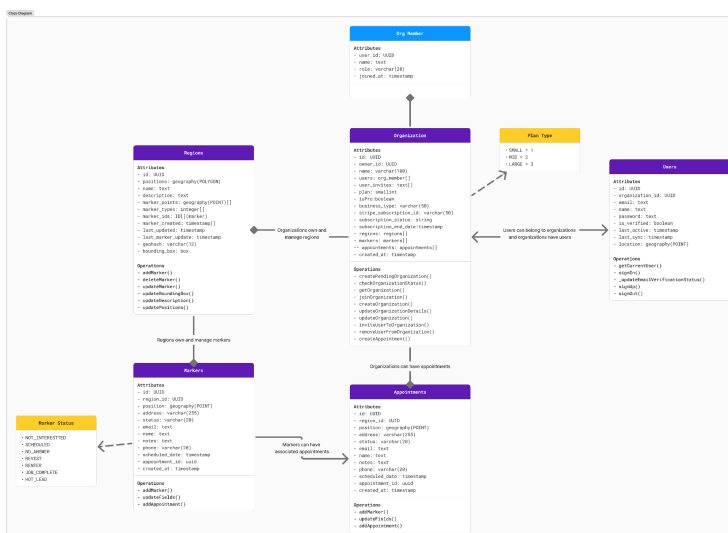 Class Diagram
Org Member
Attributes
- user_id: UUID
- name: text
- role: varchar(20)
- joined_at: timestamp
Organization
Attributes
- id: UUID
- owner_id: UUID
- name: varchar(100)
- users: org_member[]
- user_invites: text[]
- plan: smallint
- isPro:boolean
- business_type: varchar(50)
- stripe_subscription_id: varchar(50)
- subscription_status: string
- subscription_end_date:timestamp
- regions: regions[]
- markers: markers[]
-- appointments: appointments[]
- created_at: timestamp
Operations
- createPendingOrganization()
- checkOrganizationStatus()
- getOrganization()
- joinOrganization()
- createOrganization()
- updateOrganizationDetails()
- updateOrganization()
- inviteUserToOrganization()
- removeUserFromOrganization()
- createAppointment()
Plan Type
• SMALL = 1
• MID = 2
• LARGE = 3
Users
Attributes
- id: UUID
- organization_id: UUID
- email: text
- name: text
- password: text
- is_verified: boolean
- last_active: timestamp
- last_sync: timestamp
- location: geography(POINT)
Operations
- getCurrentUser()
- signIn()
- _updateEmailVerificationStatus()
- signUp()
- signOut()
Users can belong to organizations
and organizations have users
Regions
Attributes
- id: UUID
- positions: geography(POLYGON)
- name: text
- description: text
- marker_points: geography(POINT)[]
- marker_types: integer[]
- marker_ids: ID[](marker)
- marker_created: timestamp[]
- last_updated: timestamp
- last_marker_update: timestamp
- geohash: varchar(12)
- bounding_box: box
Operations
- addMarker()
- deleteMarker()
- updateMarker()
- updateBoundingBox()
- updateDescription()
- updatePositions()
Organizations own and
manage regions
Regions own and manage markers
Organizations can have appointments
Markers
Attributes
- id: UUID
- region_id: UUID
- position: geography(POINT)
- address: varchar(255)
- status: varchar(20)
- email: text
- name: text
- notes: text
- phone: varchar(20)
- scheduled_date: timestamp
- appointment_id: uuid
- created_at: timestamp
Operations
- addMarker()
- updateFields()
- addAppointment()
Marker Status
• NOT_INTERESTTED
• SCHEDULED
• NO_ANSWER
• REVIST
• RENTER
• JOB_COMPLETE
• HOT_LEAD
Markers can have
associated appointments
Appointments
Attributes
- id: UUID
- region_id: UUID
- position: geography(POINT)
- address: varchar(255)
- status: varchar(20)
- email: text
- name: text
- notes: text
- phone: varchar(20)
- scheduled_date: timestamp
- appointment_id: uuid
- created_at: timestamp
Operations
- addMarker()
- updateFields()
- addAppointment()